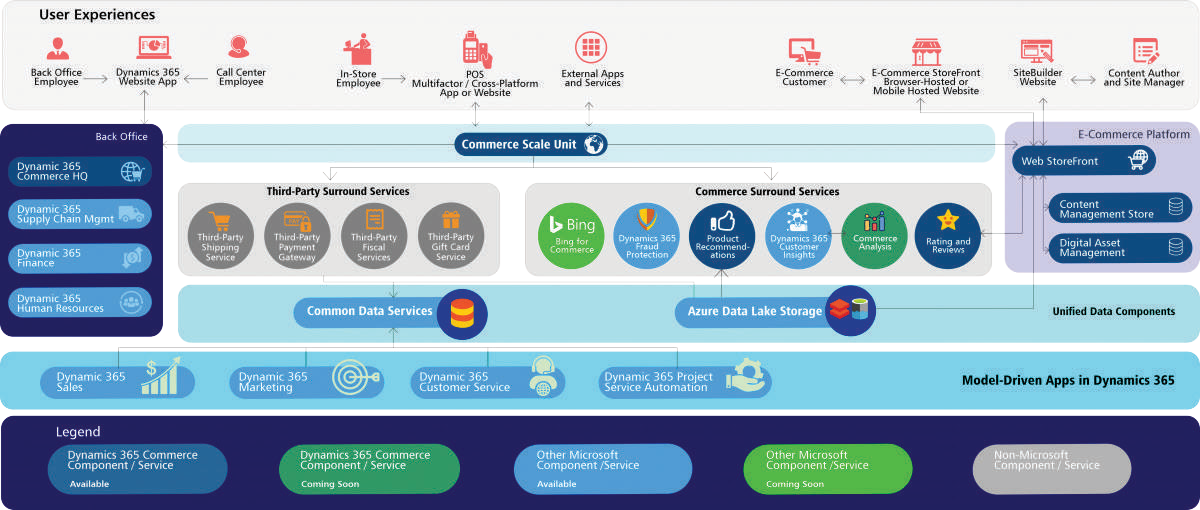 User Experiences
Back Office
Employee
Dynamics 365
Website App
Call Center
Employee
In-Store
Employee
POS
Multifactor / Cross-Platform
App or Website
External Apps
and Services
E-Commerce
Customer
E-Commerce StoreFront
Browser-Hosted or
Mobile Hosted Website
SiteBuilder
Website
Content Author
and Site Manager
Back Office
Dynamic 365
Commerce HQ
Dynamic 365
Supply Chain Mgmt
Dynamic 365
Finance
Dynamic 365
Human Resources
Commerce Scale Unit
E-Commerce Platform
Web StoreFront
Content
Management Store
Digital Asset
Management
Third-Party Surround Services
Third-Party
Shipping
Service
Third-Party
Payment
Gateway
Third-Party
Fiscal
Services
Third-Party
Gift Card
Service
Commerce Surround Services
Bing
Bing for
Commerce
Dynamics 365
Fraud
Protection
Product
Recommend-
ations
Dynamics 365
Customer
Insights
Commerce
Analysis
Rating and
Reviews
Common Data Services
Azure Data Lake Storage
Unified Data Components
Dynamic 365
Sales
$
Dynamic 365
Marketing
Dynamic 365
Customer Service
Dynamic 365 Project
Service Automation
Model-Driven Apps in Dynamics 365
Legend
Dynamics 365 Commerce
Component / Service
Available
Dynamics 365 Commerce
Component / Service
Coming Soon
Other Microsoft
Component /Service
Available
Other Microsoft
Component /Service
Coming Soon
Non-Microsoft
Component / Service